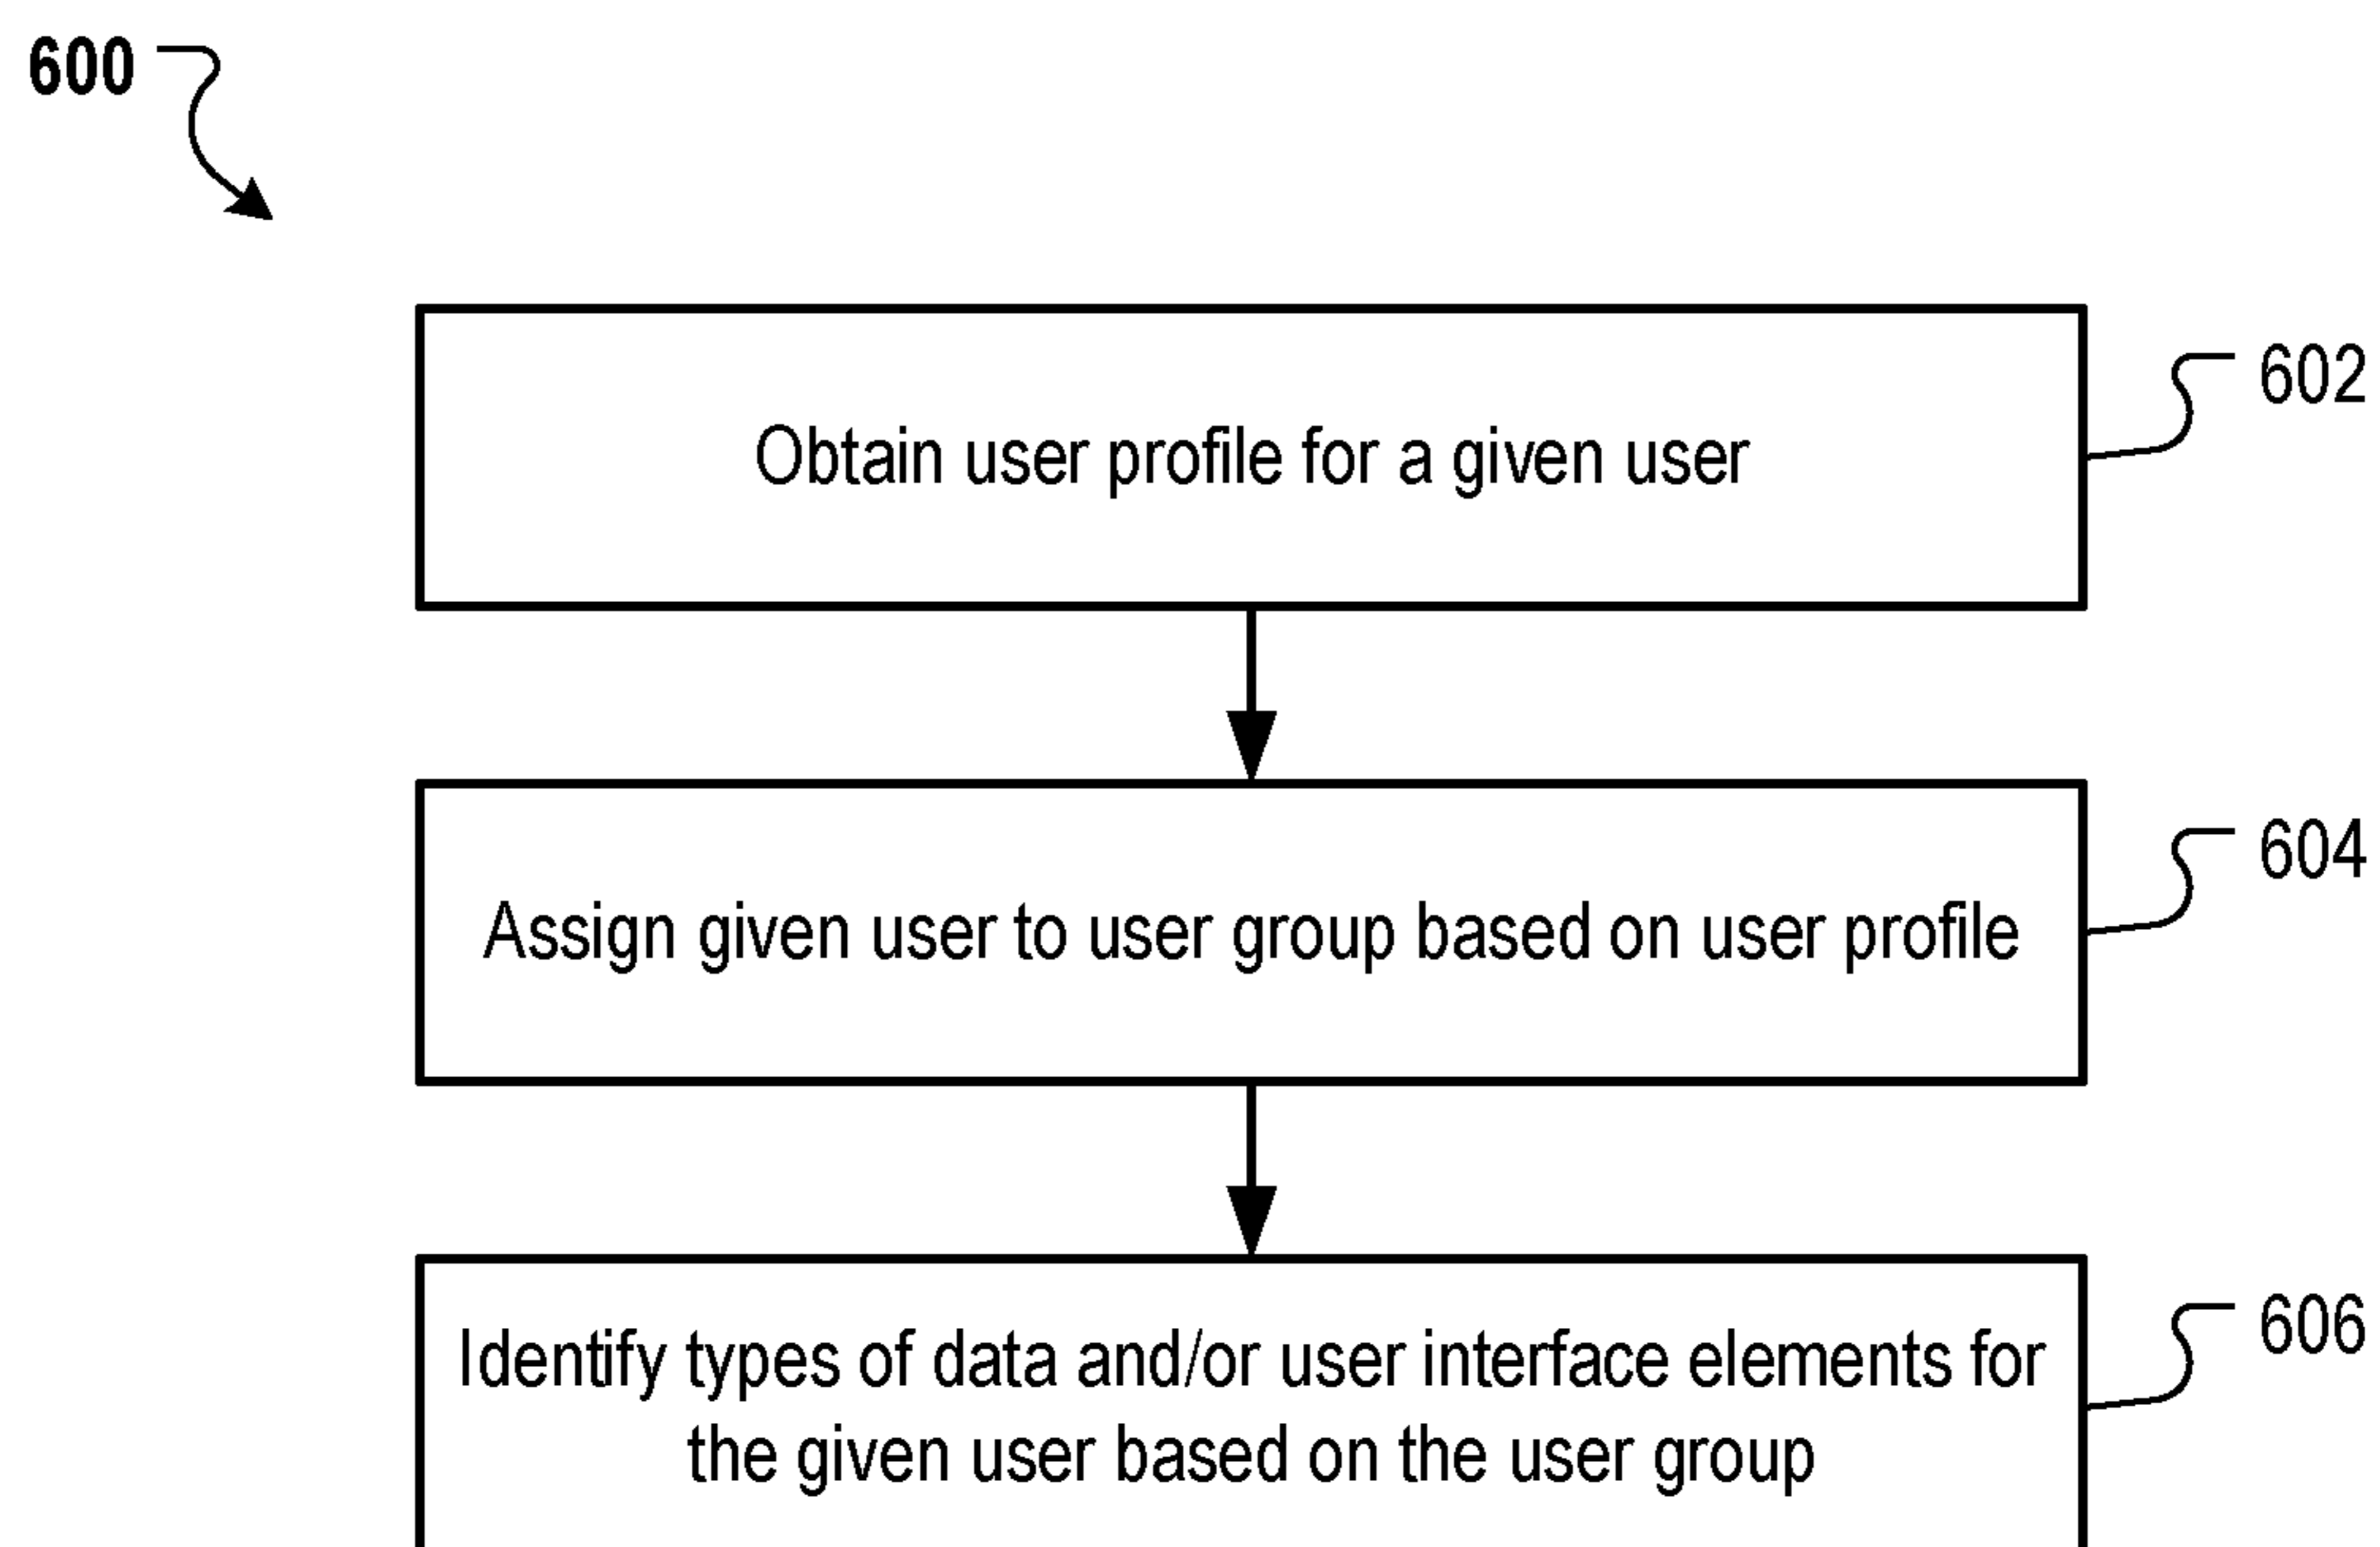 600
Obtain user profile for a given user
602
Assign given user to user group based on user profile
604
Identify types of data and/or user interface elements for
the given user based on the user group
606